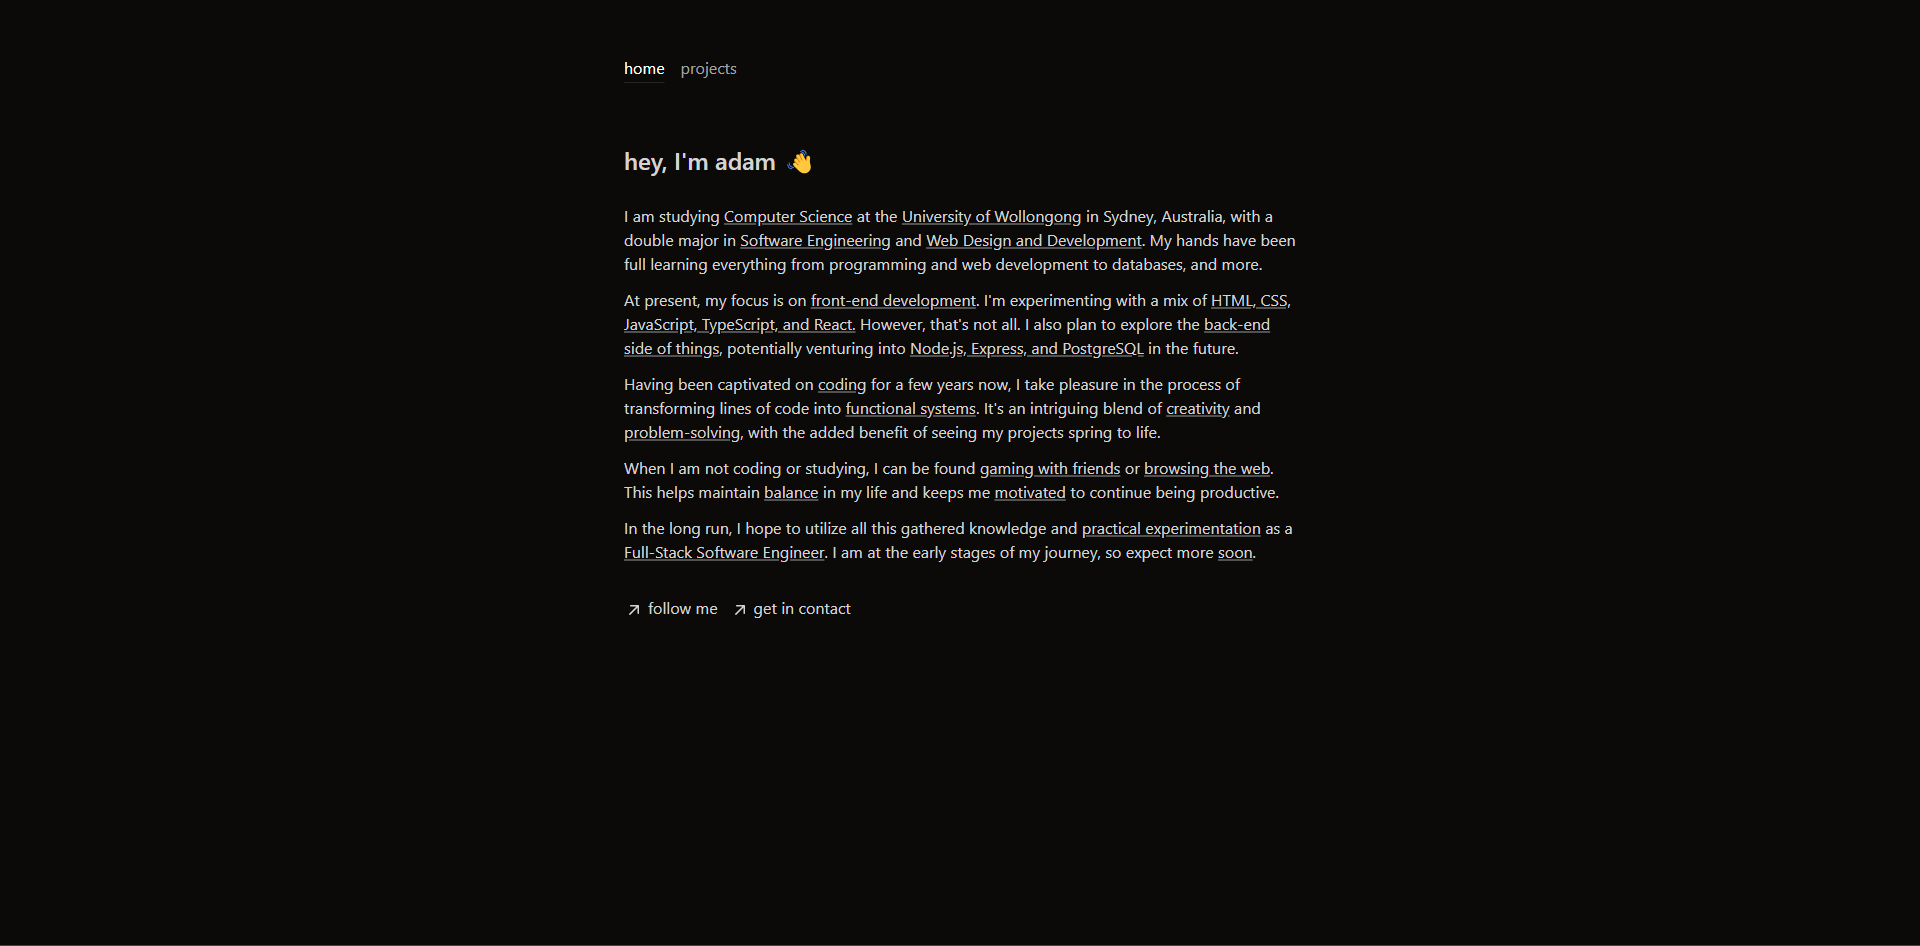 home projects
hey, I'm adam 👋
I am studying Computer Science at the University of Wollongong in Sydney, Australia, with a
double major in Software Engineering and Web Design and Development. My hands have been
full learning everything from programming and web development to databases, and more.
At present, my focus is on front-end development. I'm experimenting with a mix of HTML, CSS,
JavaScript, TypeScript, and React. However, that's not all. I also plan to explore the back-end
side of things, potentially venturing into Node.js, Express, and PostgreSQL in the future.
Having been captivated on coding for a few years now, I take pleasure in the process of
transforming lines of code into functional systems. It's an intriguing blend of creativity and
problem-solving, with the added benefit of seeing my projects spring to life.
When I am not coding or studying, I can be found gaming with friends or browsing the web.
This helps maintain balance in my life and keeps me motivated to continue being productive.
In the long run, I hope to utilize all this gathered knowledge and practical experimentation as a
Full-Stack Software Engineer. I am at the early stages of my journey, so expect more soon.
follow me get in contact